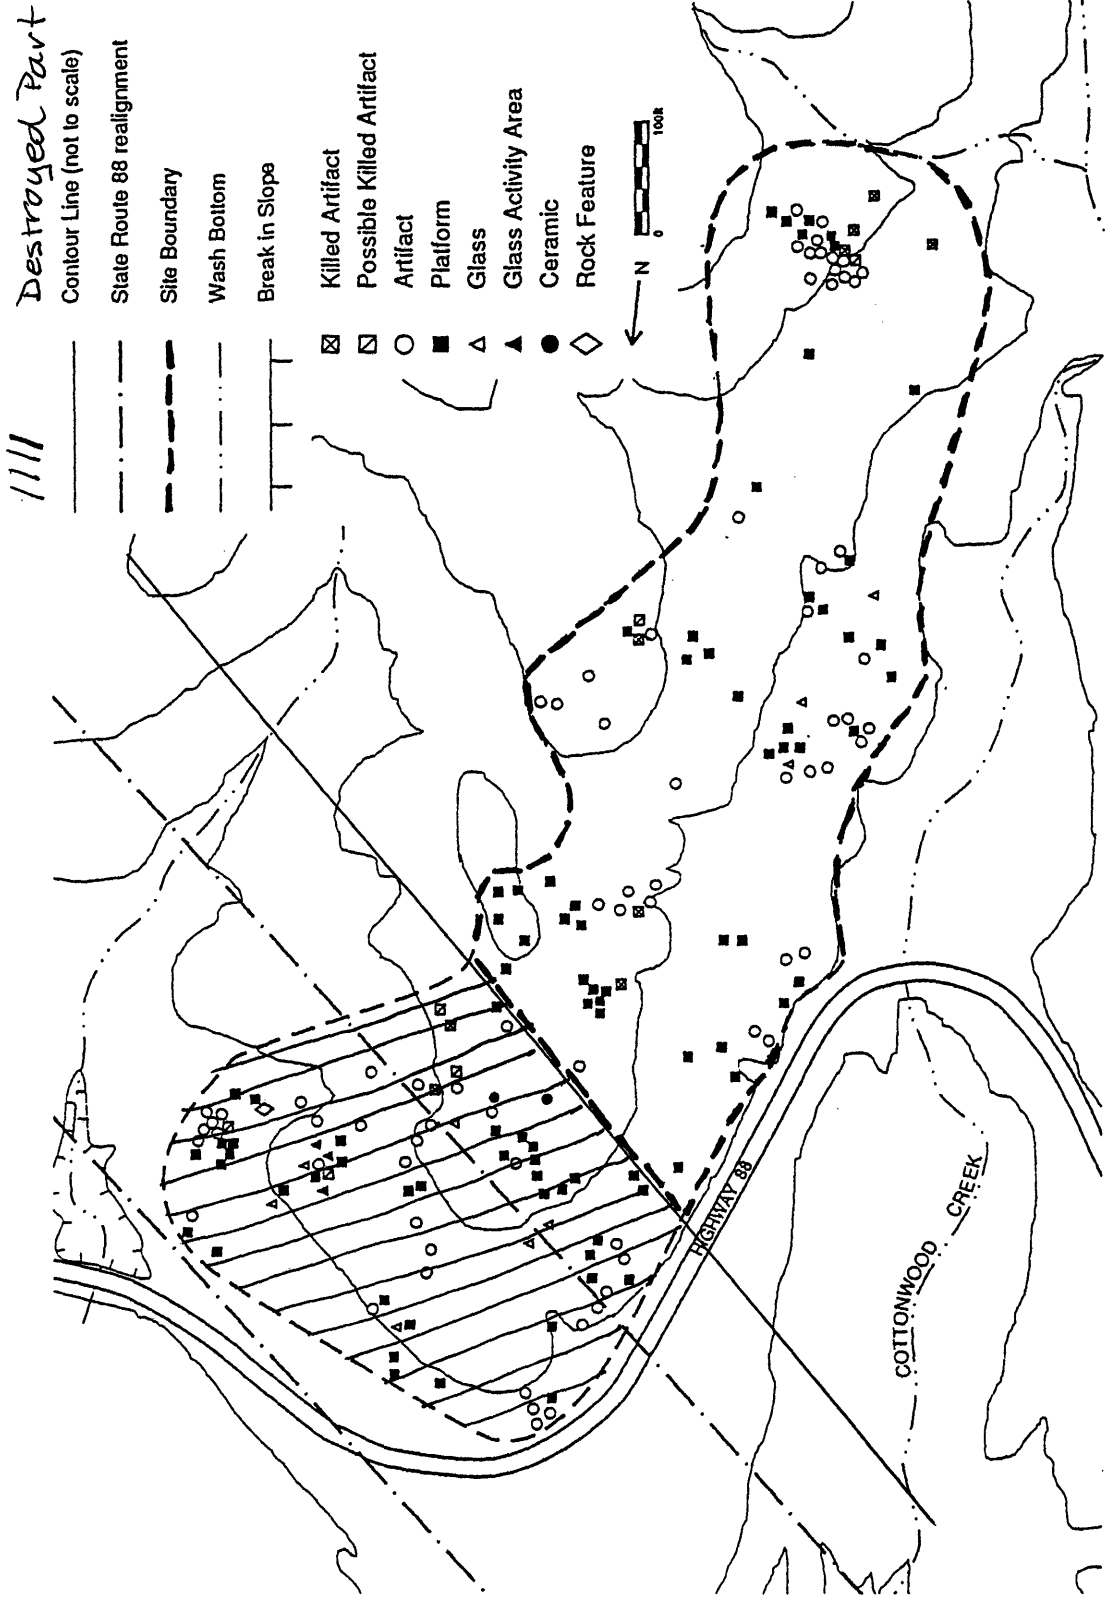 Destroyed Part
Contour Line (not to scale)
State Route 88 realignment
Site Boundary
Wash Bottom
Break in Slope
Killed Artifact
Possible Killed Artifact
Artifact
Platform
Glass
Glass Activity Area
Ceramic
Rock Feature
N
0 100ft
HIGHWAY 88
COTTONWOOD CREEK